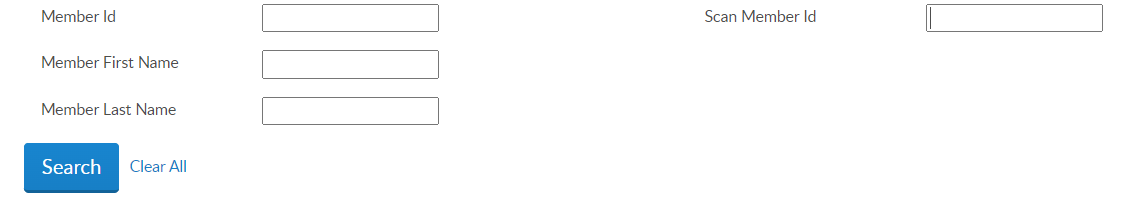 Member Id
Scan Member Id
Member First Name
Member Last Name
Search
Clear All